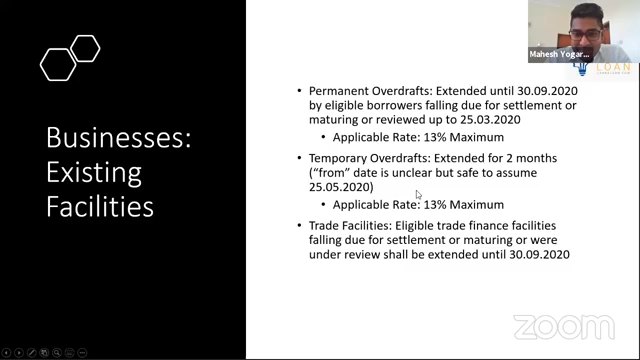 Mahesh Yogar...
LOAN
Businesses:
Existing
Facilities
• Permanent Overdrafts: Extended until 30.09.2020
by eligible borrowers falling due for settlement or
maturing or reviewed up to 25.03.2020
• Applicable Rate: 13% Maximum
• Temporary Overdrafts: Extended for 2 months
("from" date is unclear but safe to assume
25.05.2020)
• Applicable Rate: 13% Maximum
• Trade Facilities: Eligible trade finance facilities
falling due for settlement or maturing or were
under review shall be extended until 30.09.2020
zoom